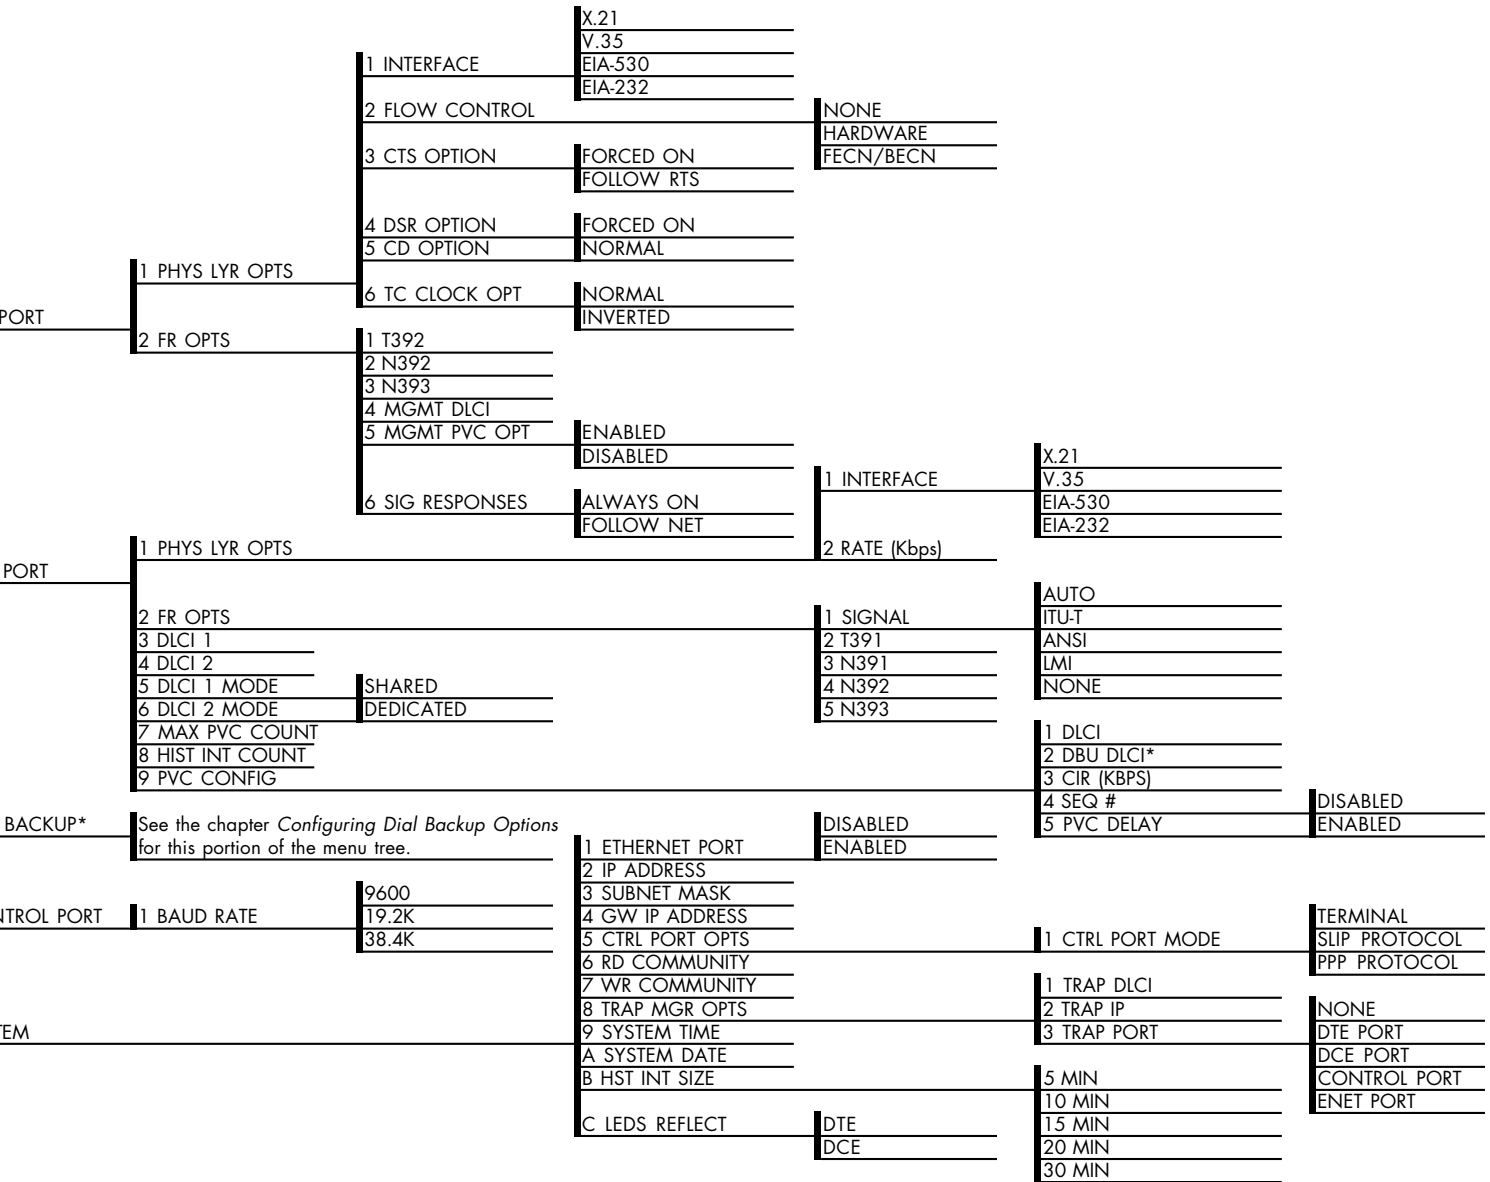 X.21
V.35
1 INTERFACE
EIA-530
EIA-232
2 FLOW CONTROL
NONE
HARDWARE
3 CTS OPTION
FORCED ON
FECN/BECN
FOLLOW RTS
4 DSR OPTION
FORCED ON
5 CD OPTION
NORMAL
1 PHYS LYR OPTS
6 TC CLOCK OPT
NORMAL
PORT
INVERTED
2 FR OPTS
1 T392
2 N392
3 N393
4 MGMT DLCI
5 MGMT PVC OPT
ENABLED
DISABLED
6 SIG RESPONSES
ALWAYS ON
FOLLOW NET
1 INTERFACE
X.21
V.35
EIA-530
EIA-232
1 PHYS LYR OPTS
2 RATE (Kbps)
PORT
2 FR OPTS
1 SIGNAL
2 T391
3 N391
4 N392
5 N393
AUTO
ITU-T
ANSI
LMI
NONE
3 DLCI 1
4 DLCI 2
5 DLCI 1 MODE
SHARED
6 DLCI 2 MODE
DEDICATED
7 MAX PVC COUNT
8 HIST INT COUNT
9 PVC CONFIG
1 DLCI
2 DBU DLCI*
3 CIR (KBPS)
4 SEQ #
5 PVC DELAY
DISABLED
ENABLED
BACKUP*
See the chapter Configuring Dial Backup Options
for this portion of the menu tree.
NTROL PORT
1 BAUD RATE
9600
19.2K
38.4K
TEM
1 ETHERNET PORT
DISABLED
ENABLED
2 IP ADDRESS
3 SUBNET MASK
4 GW IP ADDRESS
5 CTRL PORT OPTS
1 CTRL PORT MODE
TERMINAL
SLIP PROTOCOL
PPP PROTOCOL
6 RD COMMUNITY
7 WR COMMUNITY
8 TRAP MGR OPTS
1 TRAP DLCI
2 TRAP IP
3 TRAP PORT
NONE
DTE PORT
DCE PORT
CONTROL PORT
ENET PORT
9 SYSTEM TIME
A SYSTEM DATE
B HST INT SIZE
5 MIN
10 MIN
15 MIN
20 MIN
30 MIN
C LEDS REFLECT
DTE
DCE